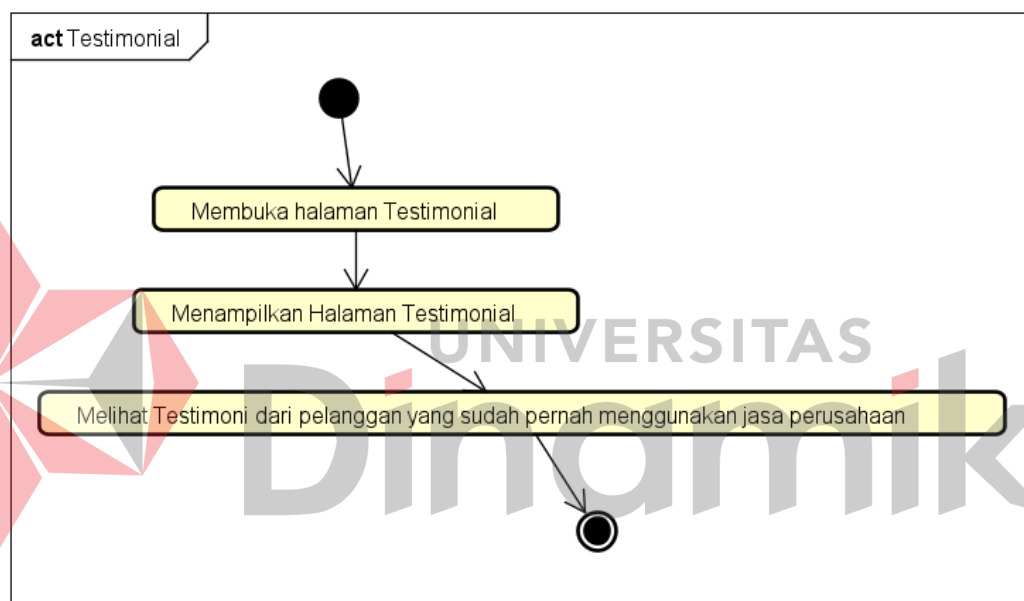 act Testimonial
Membuka halaman Testimonial
Menampilkan Halaman Testimonial
UNIVERSITAS
Melihat Testimoni dari pelanggan yang sudah pernah menggunakan jasa perusahaan
Dinamik